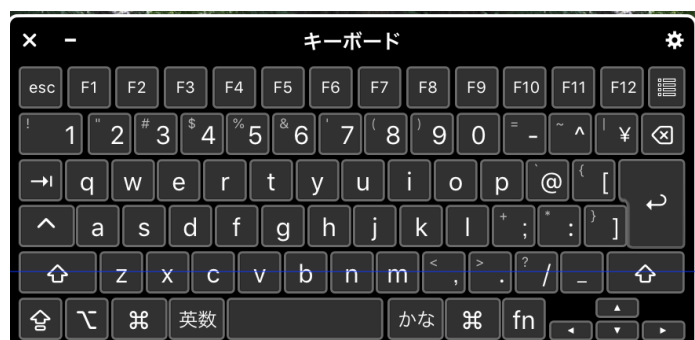 × - キーボード
esc F1 F2 F3 F4 F5 F6 F7 F8 F9 F10 F11 F12
! 1 " 2 # 3 $ 4 % 5 & 6 ' 7 ( 8 ) 9 0 = - ~ ^ | ¥
q w e r t y u i o p ` @ { [
a s d f g h j k l + ; * : } ]
z x c v b n m < , > . ? / _
⌥ ⌘ 英数 かな ⌘ fn